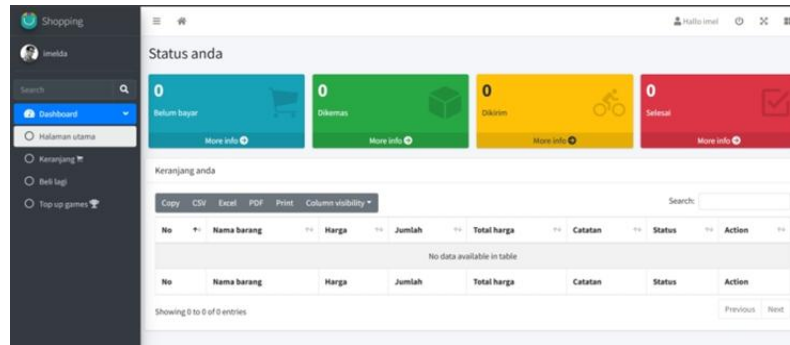 Shopping
Hallo imel
imelda
Status anda
Search
0 0 0 0
Belum bayar Dikemas Dikirim Selesai
More info More info More info More info
Dashboard
Halaman utama
Keranjang
Beli lagi
Top up games
Keranjang anda
Copy CSV Excel PDF Print Column visibility
Search:
No Nama barang Harga Jumlah Total harga Catatan Status Action
No data available in table
No Nama barang Harga Jumlah Total harga Catatan Status Action
Showing 0 to 0 of 0 entries
Previous Next